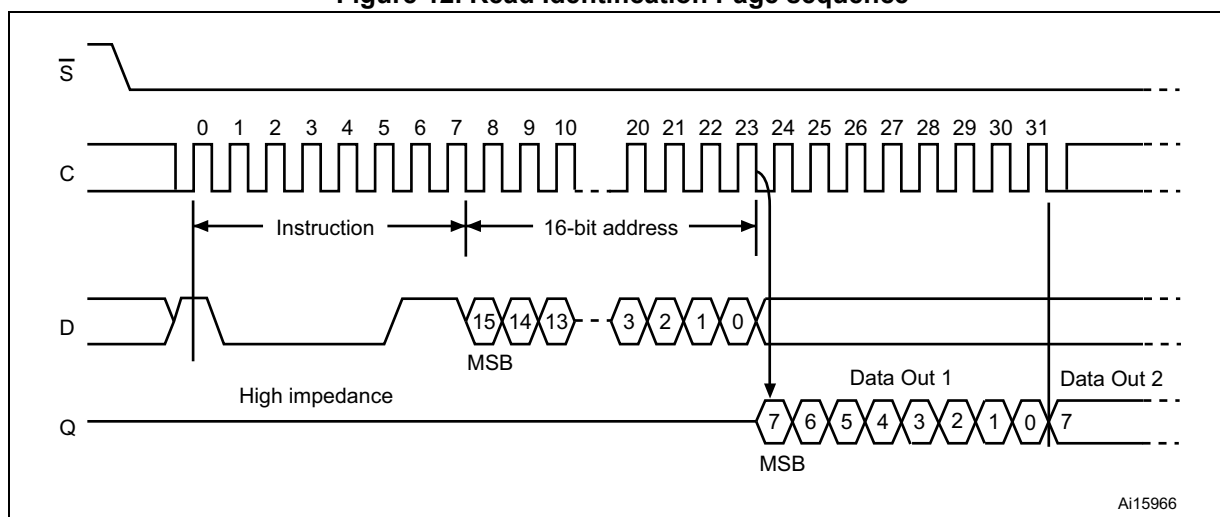 Figure 12. Read Identification Page sequence
S
0 1 2 3 4 5 6 7 8 9 10 20 21 22 23 24 25 26 27 28 29 30 31
C
Instruction 16-bit address
D 15 14 13 3 2 1 0
MSB
High impedance Data Out 1 Data Out 2
Q 7 6 5 4 3 2 1 0 7
MSB
Ai15966